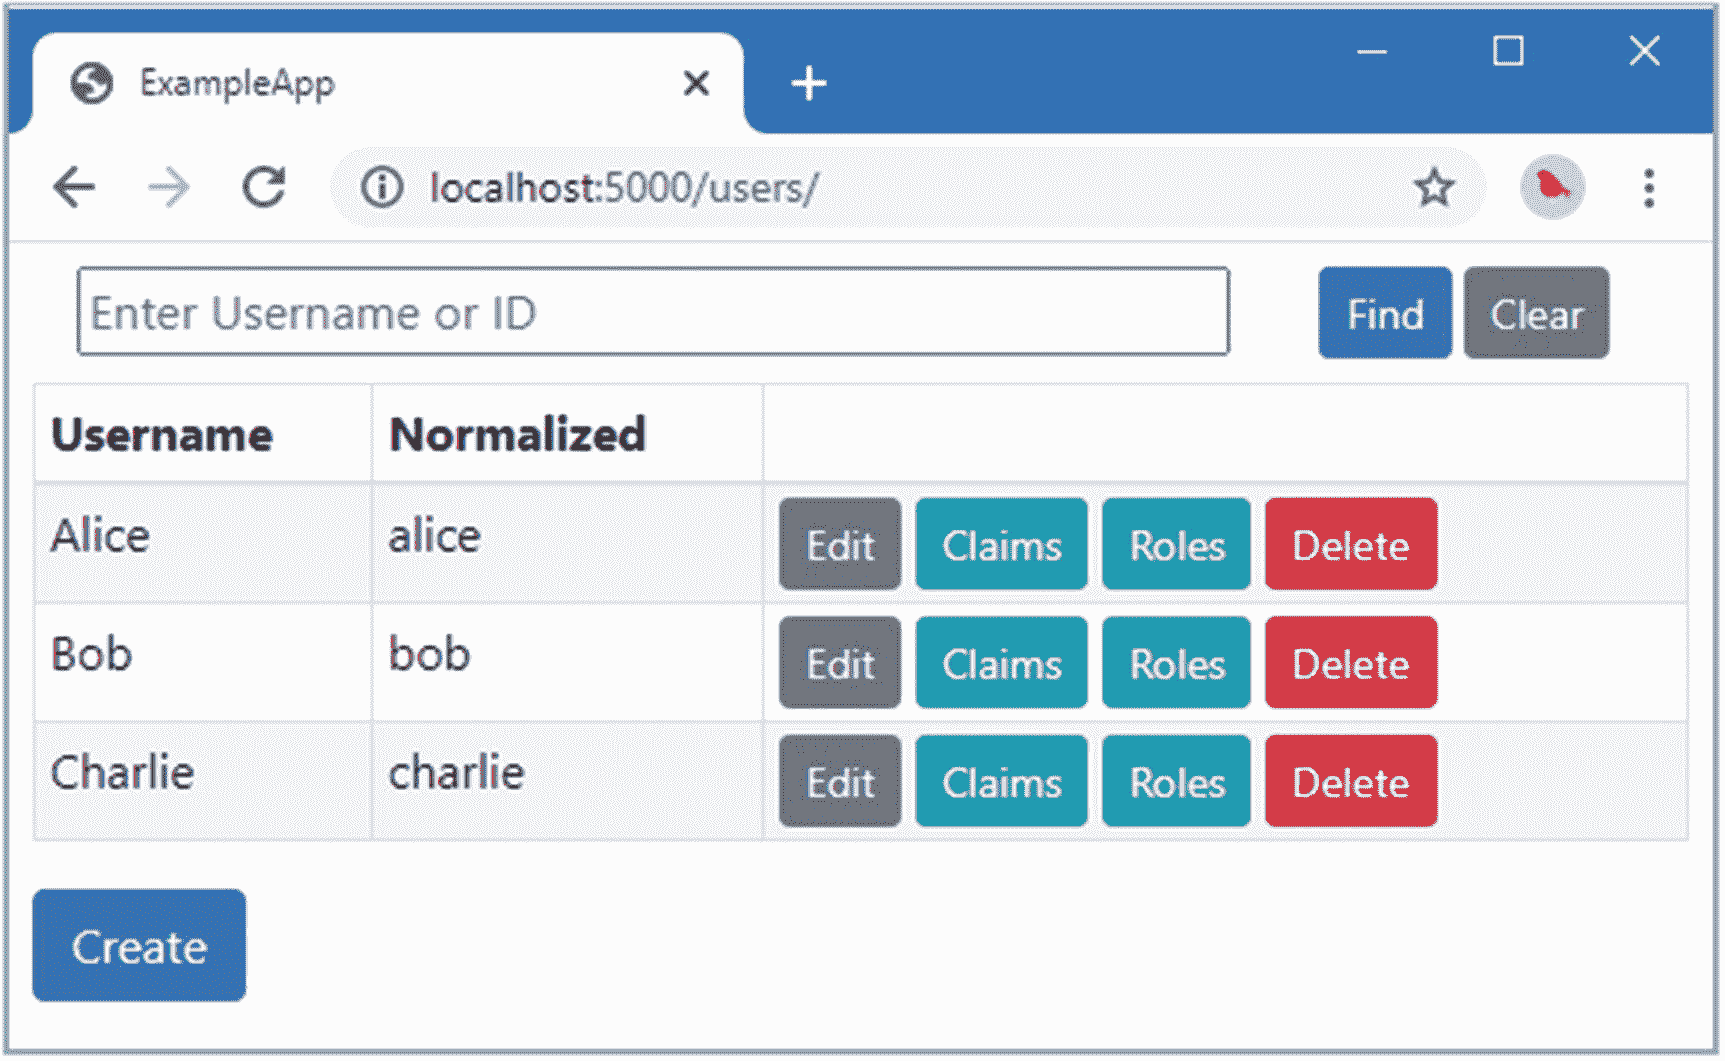 ExampleApp
localhost:5000/users/
Enter Username or ID Find Clear
Username Normalized
Alice alice Edit Claims Roles Delete
Bob bob Edit Claims Roles Delete
Charlie charlie Edit Claims Roles Delete
Create